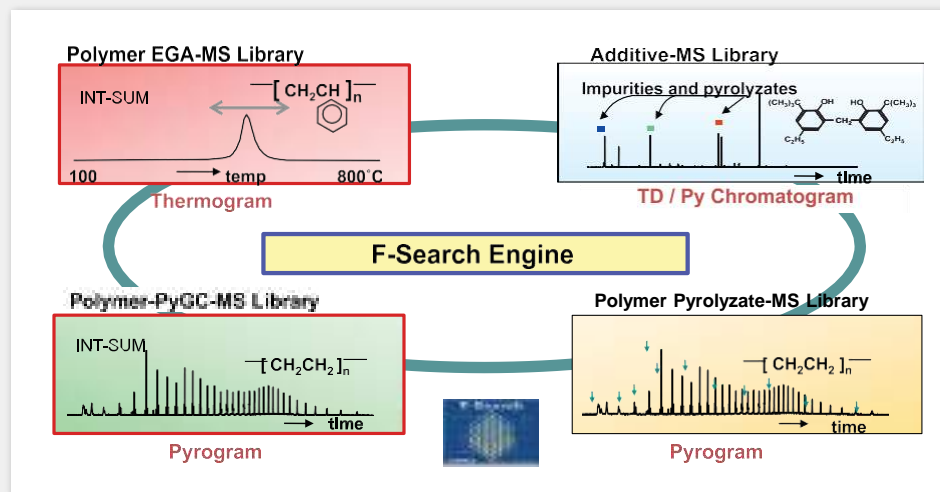 Polymer EGA-MS Library
INT-SUM
[ CH₂CH ]n
100
temp
800°C
Thermogram
Additive-MS Library
Impurities and pyrolyzates
(CH₃)₃C
OH
HO
C(CH₃)₃
CH₂
C₂H₅
C₂H₅
time
TD / Py Chromatogram
F-Search Engine
Polymer-PyGC-MS Library
INT-SUM
[ CH₂CH₂ ]n
time
Pyrogram
F-Search
Polymer Pyrolyzate-MS Library
[ CH₂CH₂ ]n
time
Pyrogram